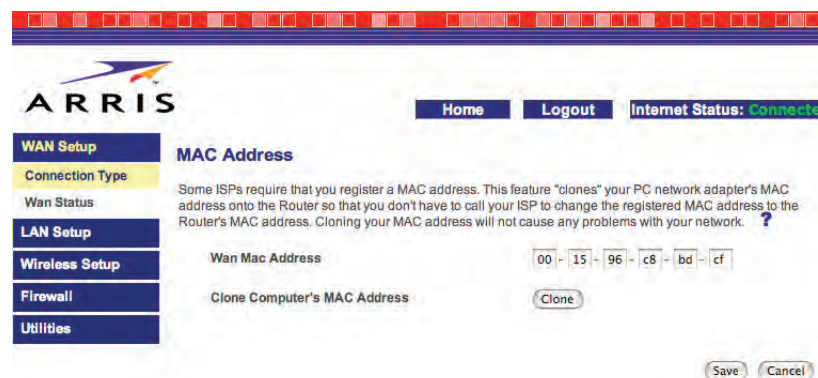 ARRIS
Home Logout Internet Status: Connecte
WAN Setup
Connection Type
Wan Status
LAN Setup
Wireless Setup
Firewall
Utilities
MAC Address
Some ISPs require that you register a MAC address. This feature "clones" your PC network adapter's MAC
address onto the Router so that you don't have to call your ISP to change the registered MAC address to the
Router's MAC address. Cloning your MAC address will not cause any problems with your network. ?
Wan Mac Address 00 - 15 - 96 - c8 - bd - cf
Clone Computer's MAC Address Clone
Save Cancel